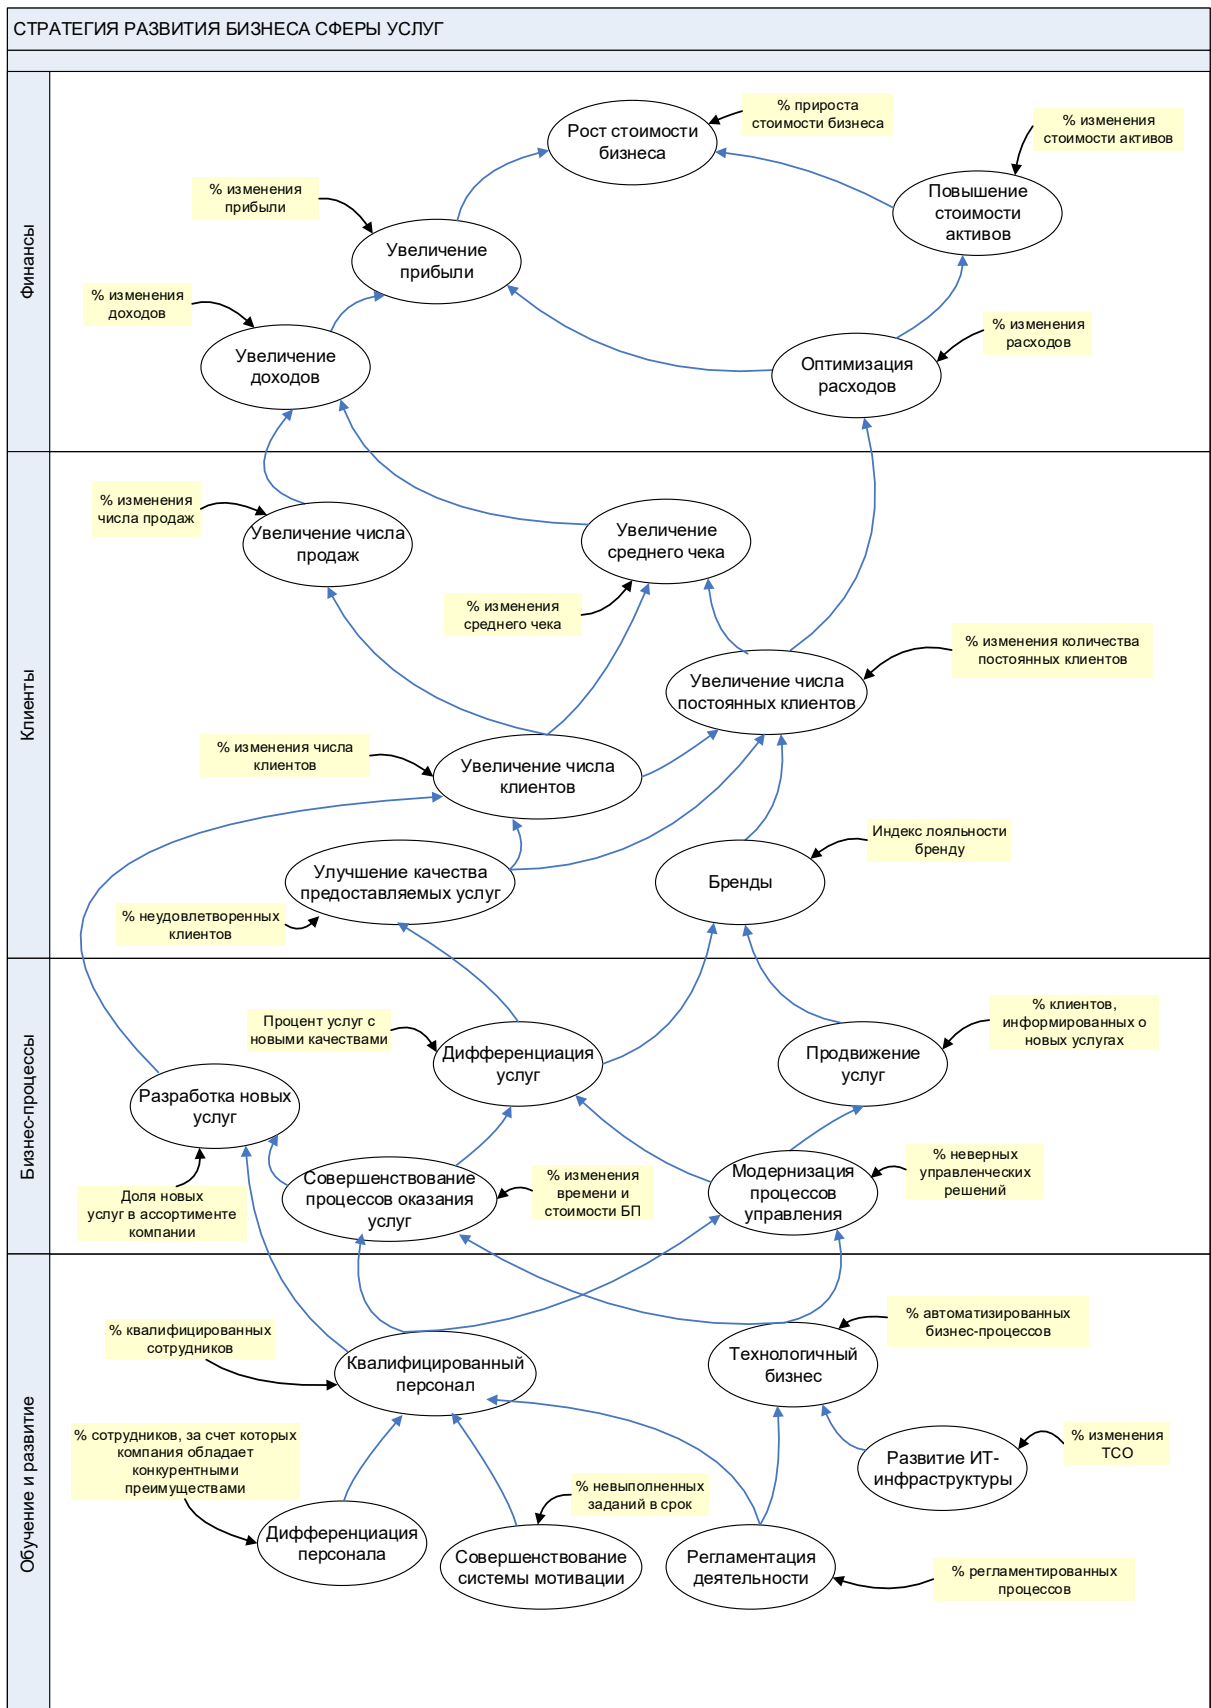 СТРАТЕГИЯ РАЗВИТИЯ БИЗНЕСА СФЕРЫ УСЛУГ
Финансы
% прироста
стоимости бизнеса
% изменения
стоимости активов
Рост стоимости
бизнеса
% изменения
прибыли
Повышение
стоимости
активов
Увеличение
прибыли
% изменения
доходов
% изменения
расходов
Увеличение
доходов
Оптимизация
расходов
Клиенты
% изменения
числа продаж
Увеличение числа
продаж
Увеличение
среднего чека
% изменения
среднего чека
% изменения количества
постоянных клиентов
Увеличение числа
постоянных клиентов
% изменения числа
клиентов
Увеличение числа
клиентов
Индекс лояльности
бренду
Улучшение качества
предоставляемых услуг
Бренды
% неудовлетворенных
клиентов
Бизнес-процессы
Процент услуг с
новыми качествами
% клиентов,
информированных о
новых услугах
Дифференциация
услуг
Продвижение
услуг
Разработка новых
услуг
% неверных
управленческих
решений
Совершенствование
процессов оказания
услуг
% изменения
времени и
стоимости БП
Модернизация
процессов
управления
Доля новых
услуг в ассортименте
компании
Обучение и развитие
% квалифицированных
сотрудников
% автоматизированных
бизнес-процессов
Квалифицированный
персонал
Технологичный
бизнес
% сотрудников, за счет которых
компания обладает
конкурентными
преимуществами
% изменения
ТСО
Развитие ИТ-
инфраструктуры
% невыполненных
заданий в срок
Дифференциация
персонала
Совершенствование
системы мотивации
Регламентация
деятельности
% регламентированных
процессов